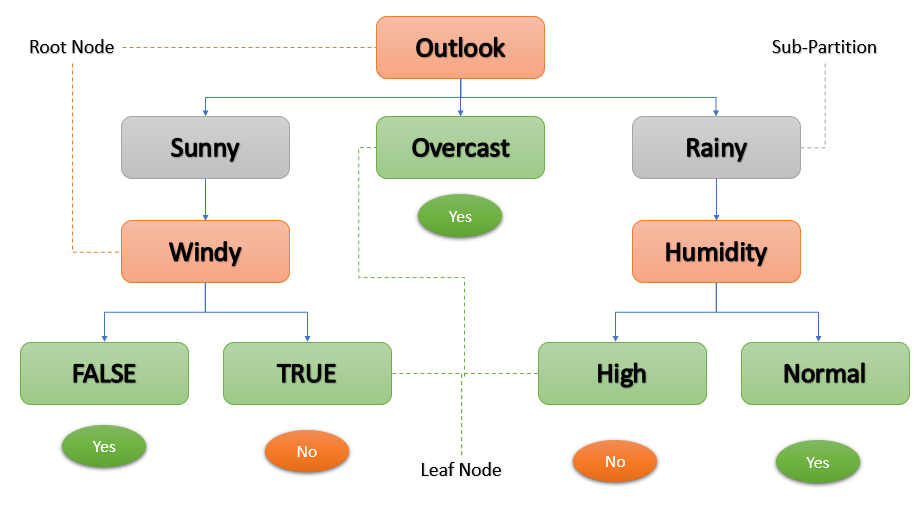 Root Node
Outlook
Sub-Partition
Sunny
Overcast
Rainy
Yes
Windy
Humidity
FALSE
TRUE
High
Normal
Yes
No
No
Yes
Leaf Node